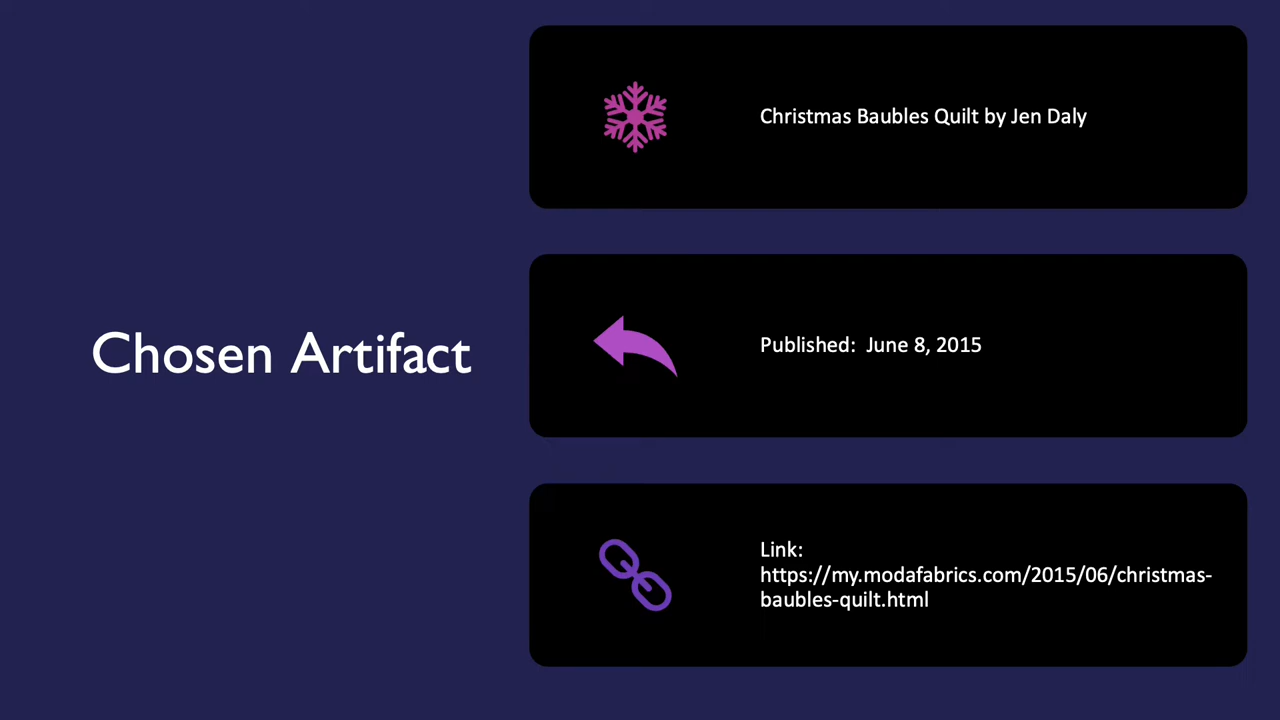 Chosen Artifact
Christmas Baubles Quilt by Jen Daly
Published:  June 8, 2015
Link:
https://my.modafabrics.com/2015/06/christmas-
baubles-quilt.html